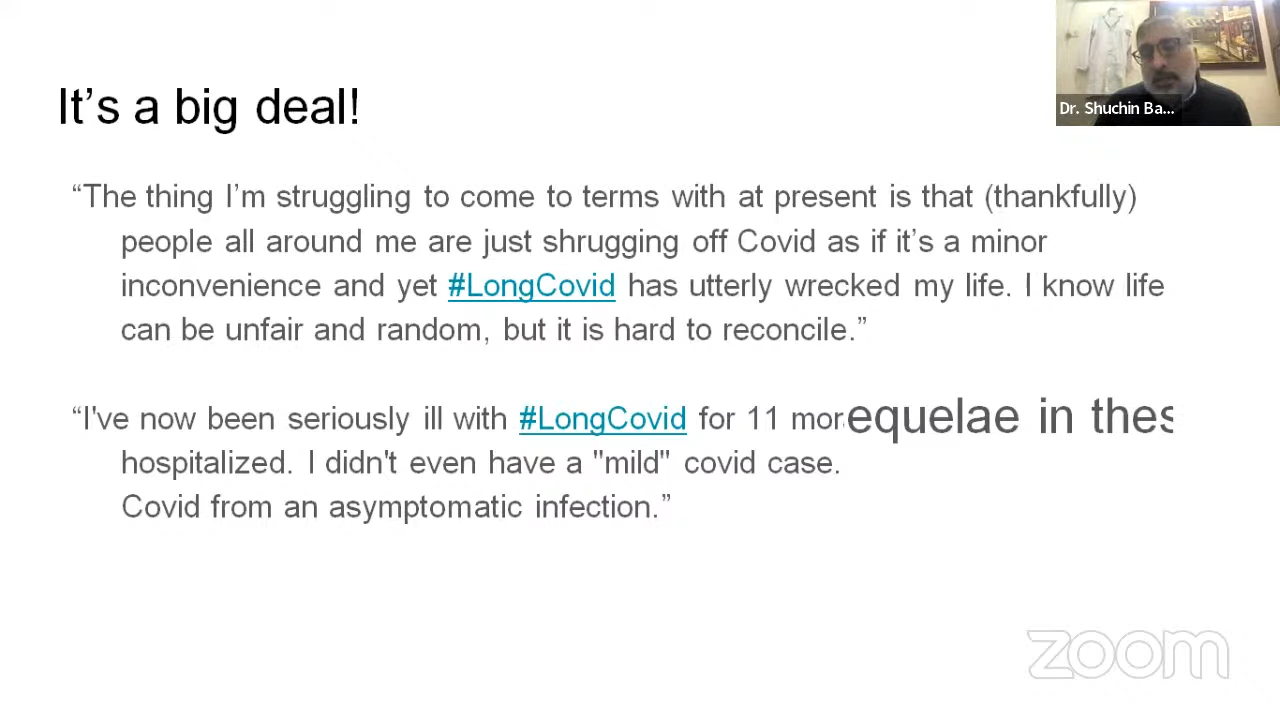 It’s a big deal!
Dr. Shuchin Ba...
“The thing I’m struggling to come to terms with at present is that (thankfully)
people all around me are just shrugging off Covid as if it’s a minor
inconvenience and yet #LongCovid has utterly wrecked my life. I know life
can be unfair and random, but it is hard to reconcile.”
“I've now been seriously ill with #LongCovid for 11 mor equelae in thes
hospitalized. I didn't even have a "mild" covid case.
Covid from an asymptomatic infection.”
zoom